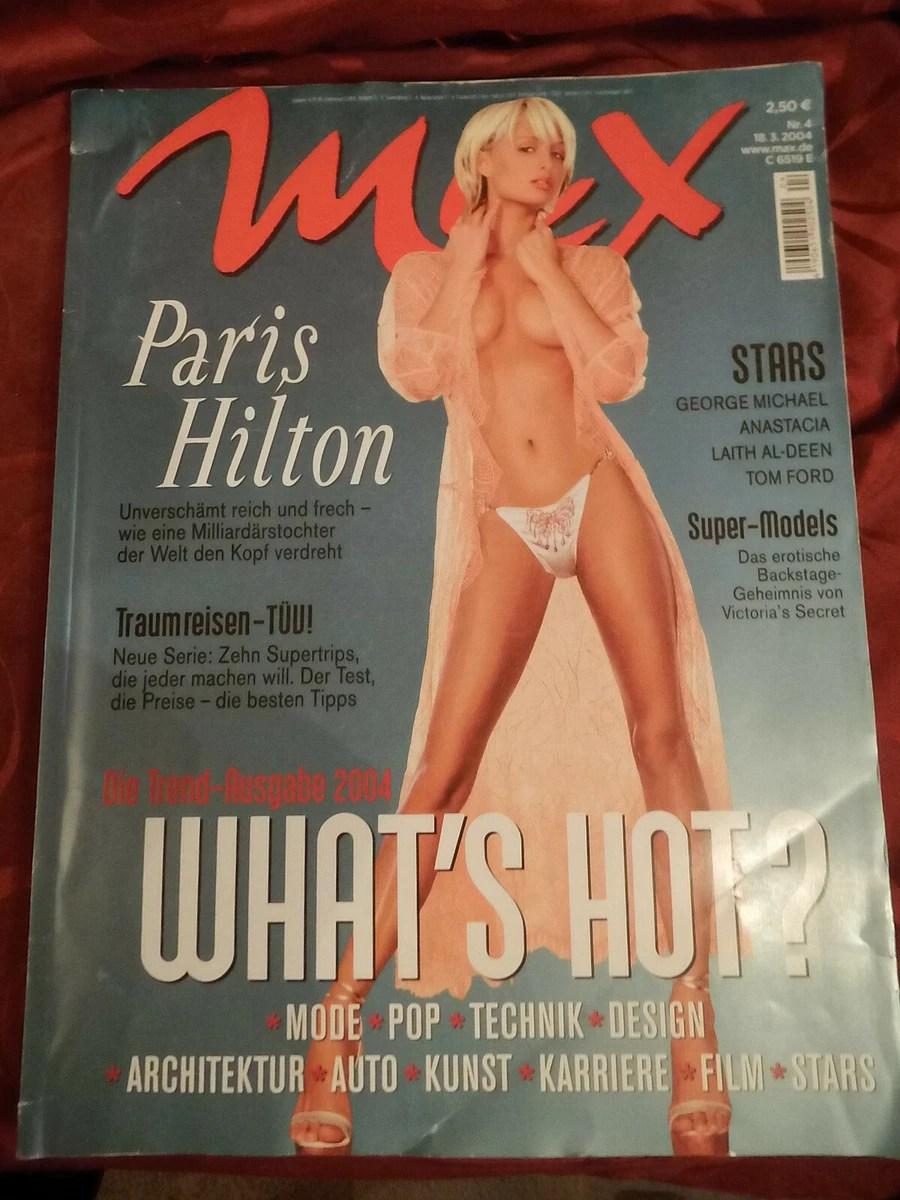 max
2,50 €
Nr. 4
18.3.2004
www.max.de
C 6519 E
Paris
Hilton
Unverschämt reich und frech –
wie eine Milliardärstochter
der Welt den Kopf verdreht
Traumreisen-TÜU!
Neue Serie: Zehn Supertrips,
die jeder machen will. Der Test,
die Preise – die besten Tipps
STARS
GEORGE MICHAEL
ANASTACIA
LAITH AL-DEEN
TOM FORD
Super-Models
Das erotische
Backstage-
Geheimnis von
Victoria's Secret
Die Trend-Ausgabe 2004
WHAT'S HOT?
*MODE *POP *TECHNIK *DESIGN
*ARCHITEKTUR *AUTO *KUNST *KARRIERE *FILM *STARS